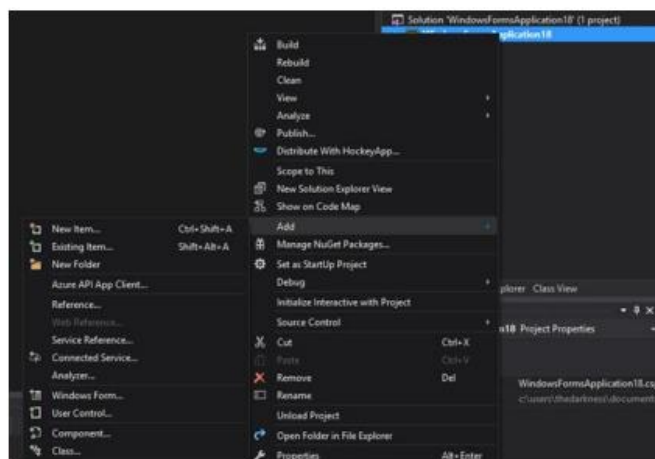 Solution 'WindowsFormsApplication18' (1 project)
WindowsFormsApplication18
Build
Rebuild
Clean
View
Analyze
Publish...
Distribute With HockeyApp...
Scope to This
New Solution Explorer View
Show on Code Map
Add
Manage NuGet Packages...
Set as StartUp Project
Debug
Initialize Interactive with Project
Source Control
Cut Ctrl+X
Paste Ctrl+V
Remove Del
Rename
Unload Project
Open Folder in File Explorer
Properties Alt+Enter
New Item... Ctrl+Shift+A
Existing Item... Shift+Alt+A
New Folder
Azure API App Client...
Reference...
Web Reference...
Service Reference...
Connected Service...
Analyzer...
Windows Form...
User Control...
Component...
Class...
plorer Class View
n18 Project Properties
WindowsFormsApplication18.cs
c:\users\thedarkness\document